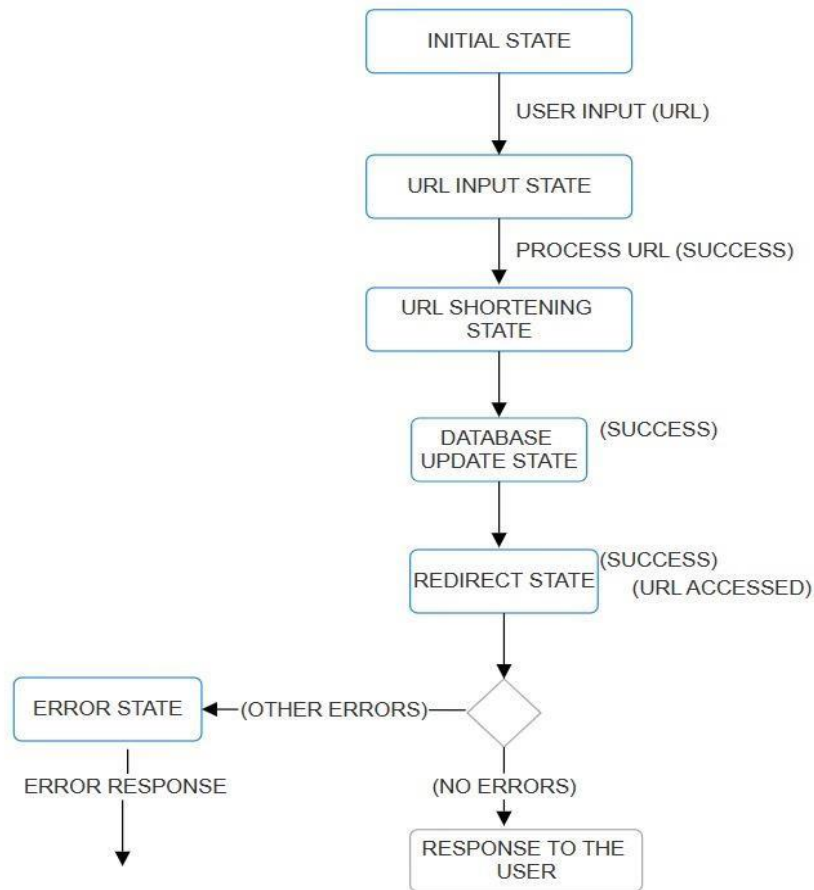 INITIAL STATE
USER INPUT (URL)
URL INPUT STATE
PROCESS URL (SUCCESS)
URL SHORTENING
STATE
DATABASE
UPDATE STATE
(SUCCESS)
REDIRECT STATE
(SUCCESS)
(URL ACCESSED)
ERROR STATE
(OTHER ERRORS)
ERROR RESPONSE
(NO ERRORS)
RESPONSE TO THE
USER